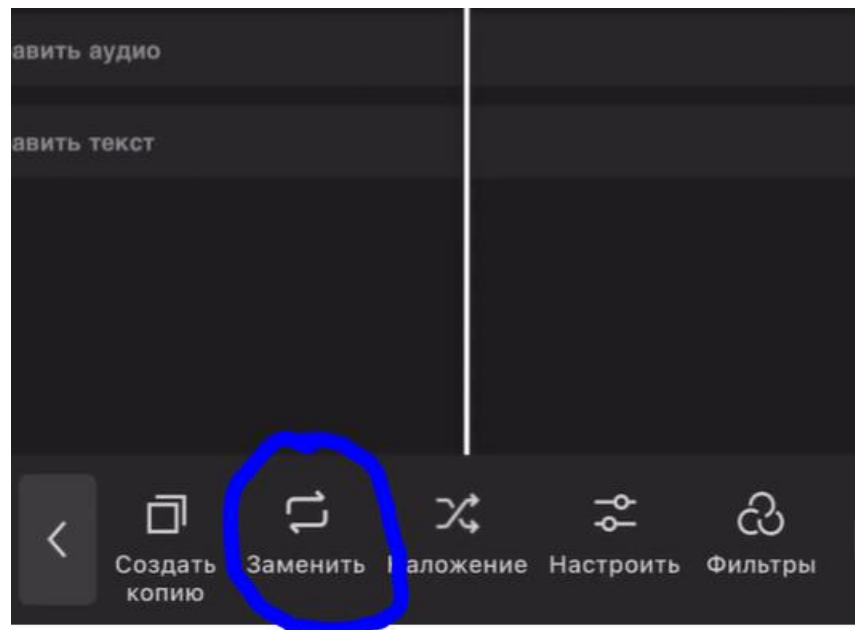 авить аудио
авить текст
Создать
копию
Заменить
аложение
Настроить
Фильтры